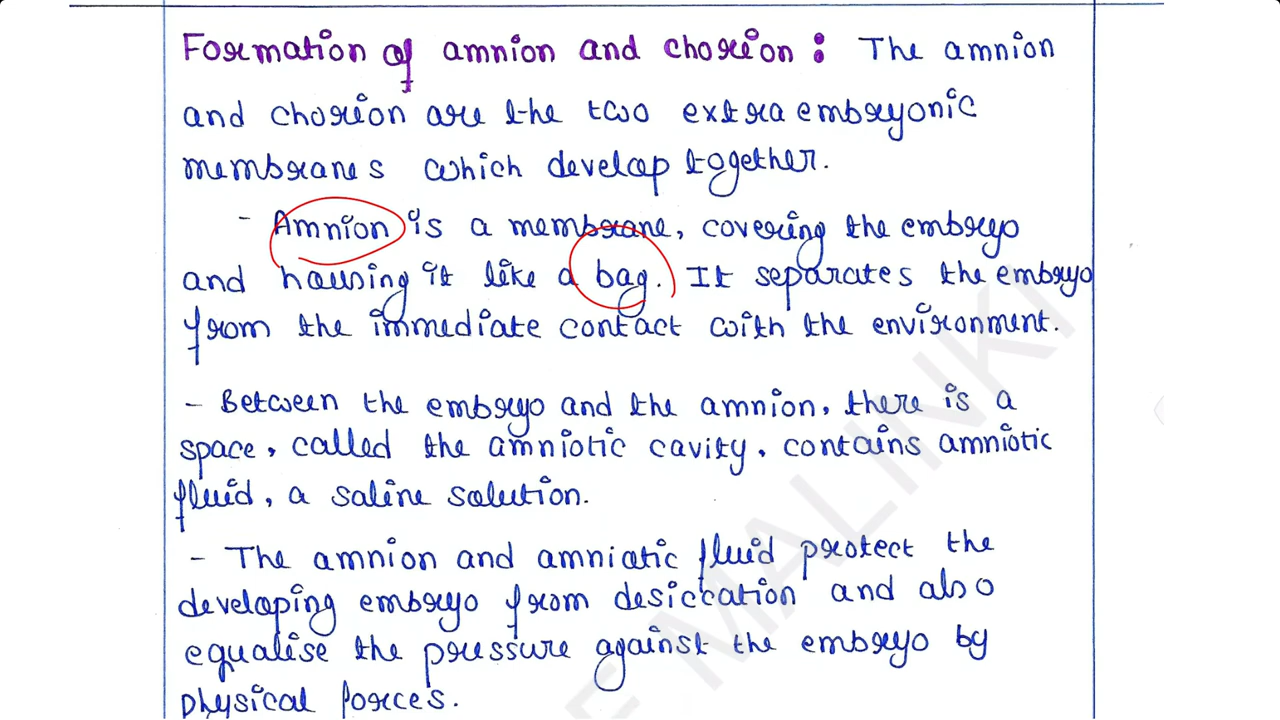 Formation of amnion and chorion : The amnion
and chorion are the two extra embryonic
membranes which develop together.
- Amnion is a membrane, covering the embryo
and housing it like a bag. It separates the embryo
from the immediate contact with the environment.
- Between the embryo and the amnion, there is a
space, called the amniotic cavity, contains amniotic
fluid, a saline solution.
- The amnion and amniatic fluid protect the
developing embryo from desiccation and also
equalise the pressure against the embryo by
physical forces.
MALINKI